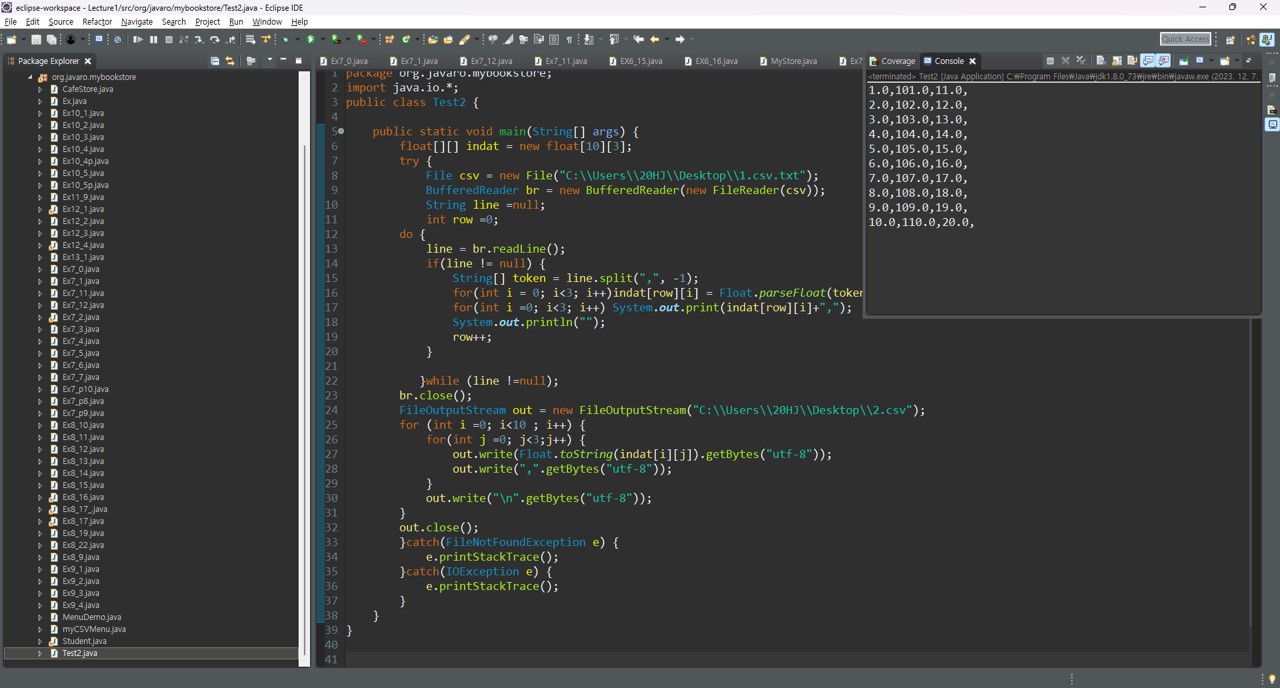 eclipse-workspace - Lecture1/src/org/javaro/mybookstore/Test2.java - Eclipse IDE
File Edit Source Refactor Navigate Search Project Run Window Help
Quick Access
Package Explorer
Ex7_0.java Ex7_1.java Ex7_12.java Ex7_11.java EX6_15.java EX6_16.java MyStore.java Ex7
Coverage Console
<terminated> Test2 [Java Application] C:₩Program Files₩Java₩jdk1.8.0_73₩jre₩bin₩javaw.exe (2023. 12. 7.
org.javaro.mybookstore
CafeStore.java
Ex.java
Ex10_1.java
Ex10_2.java
Ex10_3.java
Ex10_4.java
Ex10_4p.java
Ex10_5.java
Ex10_5p.java
Ex11_9.java
Ex12_1.java
Ex12_2.java
Ex12_3.java
Ex12_4.java
Ex13_1.java
Ex7_0.java
Ex7_1.java
Ex7_11.java
Ex7_12.java
Ex7_2.java
Ex7_3.java
Ex7_4.java
Ex7_5.java
Ex7_6.java
Ex7_7.java
Ex7_p10.java
Ex7_p8.java
Ex7_p9.java
Ex8_10.java
Ex8_11.java
Ex8_12.java
Ex8_13.java
Ex8_14.java
Ex8_15.java
Ex8_16.java
Ex8_17_.java
Ex8_17.java
Ex8_19.java
Ex8_22.java
Ex8_9.java
Ex9_1.java
Ex9_2.java
Ex9_3.java
Ex9_4.java
MenuDemo.java
myCSVMenu.java
Student.java
Test2.java
1 package org.javaro.mybookstore;
2 import java.io.*;
3 public class Test2 {
4
5 public static void main(String[] args) {
6 float[][] indat = new float[10][3];
7 try {
8 File csv = new File("C:\\Users\\20HJ\\Desktop\\1.csv.txt");
9 BufferedReader br = new BufferedReader(new FileReader(csv));
10 String line =null;
11 int row =0;
12 do {
13 line = br.readLine();
14 if(line != null) {
15 String[] token = line.split(",", -1);
16 for(int i = 0; i<3; i++)indat[row][i] = Float.parseFloat(token
17 for(int i =0; i<3; i++) System.out.print(indat[row][i]+",");
18 System.out.println("");
19 row++;
20 }
21
22 }while (line !=null);
23 br.close();
24 FileOutputStream out = new FileOutputStream("C:\\Users\\20HJ\\Desktop\\2.csv");
25 for (int i =0; i<10 ; i++) {
26 for(int j =0; j<3;j++) {
27 out.write(Float.toString(indat[i][j]).getBytes("utf-8"));
28 out.write(",".getBytes("utf-8"));
29 }
30 out.write("\n".getBytes("utf-8"));
31 }
32 out.close();
33 }catch(FileNotFoundException e) {
34 e.printStackTrace();
35 }catch(IOException e) {
36 e.printStackTrace();
37 }
38 }
39 }
40
41
1.0,101.0,11.0,
2.0,102.0,12.0,
3.0,103.0,13.0,
4.0,104.0,14.0,
5.0,105.0,15.0,
6.0,106.0,16.0,
7.0,107.0,17.0,
8.0,108.0,18.0,
9.0,109.0,19.0,
10.0,110.0,20.0,